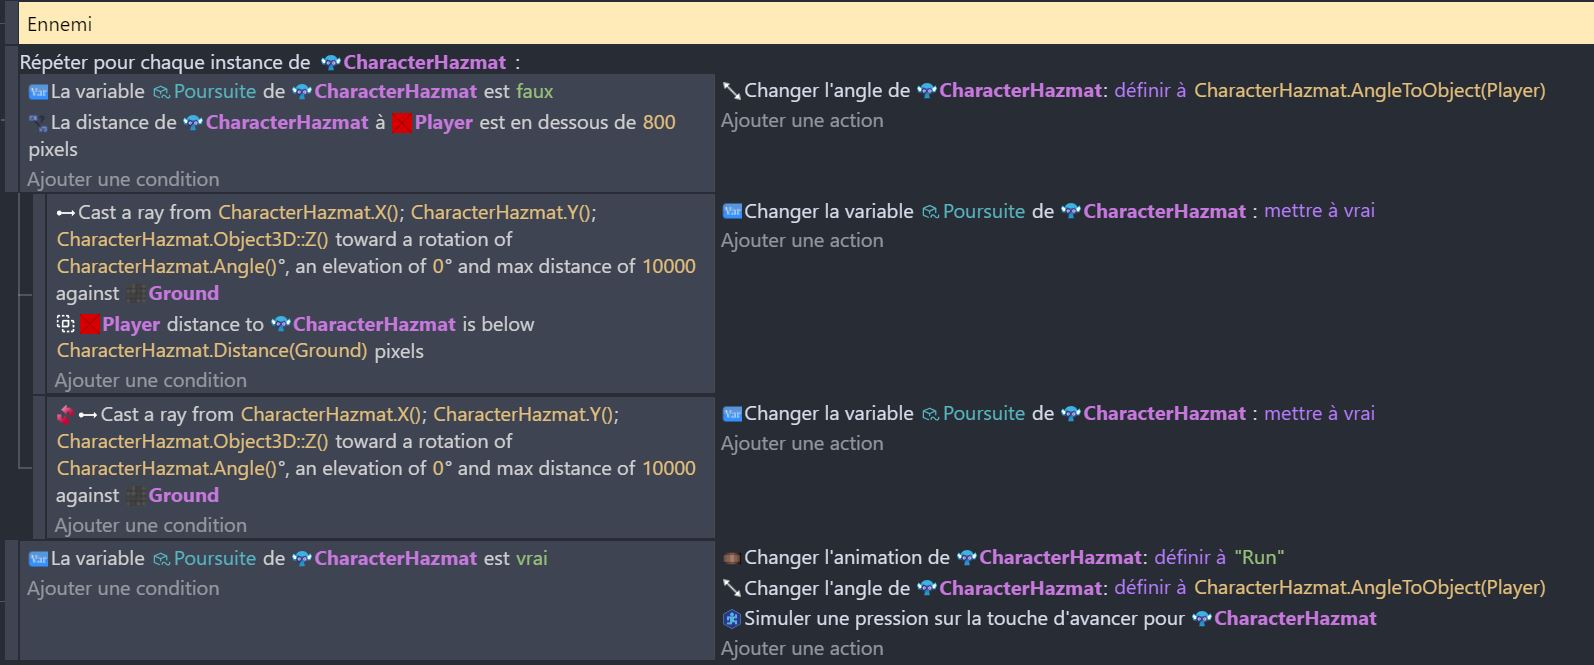 Ennemi
Répéter pour chaque instance de CharacterHazmat :
Var La variable Poursuite de CharacterHazmat est faux
La distance de CharacterHazmat à Player est en dessous de 800
pixels
Ajouter une condition
Changer l'angle de CharacterHazmat: définir à CharacterHazmat.AngleToObject(Player)
Ajouter une action
Cast a ray from CharacterHazmat.X(); CharacterHazmat.Y();
CharacterHazmat.Object3D::Z() toward a rotation of
CharacterHazmat.Angle()°, an elevation of 0° and max distance of 10000
against Ground
Player distance to CharacterHazmat is below
CharacterHazmat.Distance(Ground) pixels
Ajouter une condition
Var Changer la variable Poursuite de CharacterHazmat : mettre à vrai
Ajouter une action
Cast a ray from CharacterHazmat.X(); CharacterHazmat.Y();
CharacterHazmat.Object3D::Z() toward a rotation of
CharacterHazmat.Angle()°, an elevation of 0° and max distance of 10000
against Ground
Ajouter une condition
Var Changer la variable Poursuite de CharacterHazmat : mettre à vrai
Ajouter une action
Var La variable Poursuite de CharacterHazmat est vrai
Ajouter une condition
Changer l'animation de CharacterHazmat: définir à "Run"
Changer l'angle de CharacterHazmat: définir à CharacterHazmat.AngleToObject(Player)
Simuler une pression sur la touche d'avancer pour CharacterHazmat
Ajouter une action